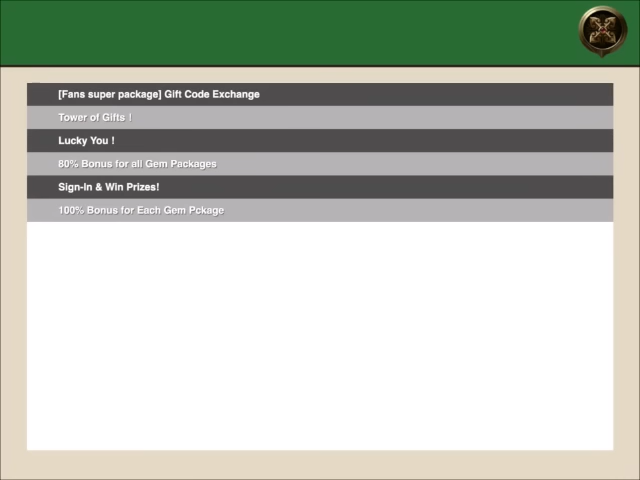 [Fans super package] Gift Code Exchange
Tower of Gifts !
Lucky You !
80% Bonus for all Gem Packages
Sign-In & Win Prizes!
100% Bonus for Each Gem Pckage